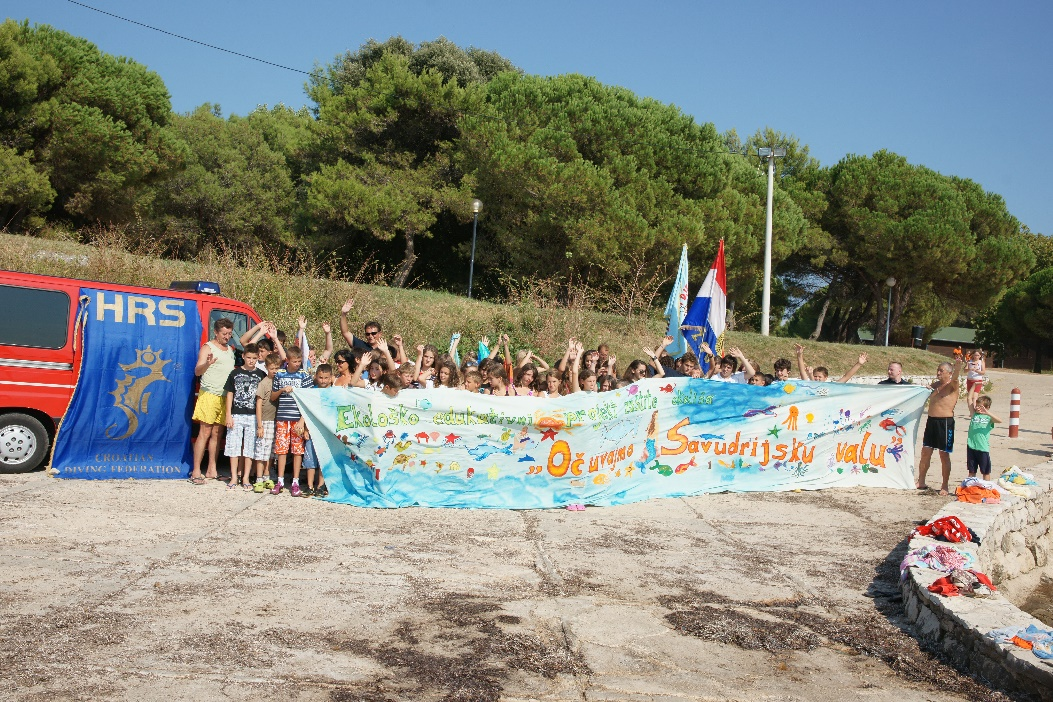 HRS
CROATIAN
DIVING FEDERATION
Ekološko edukativni projekt
"Očuvajmo Savudrijsku valu"